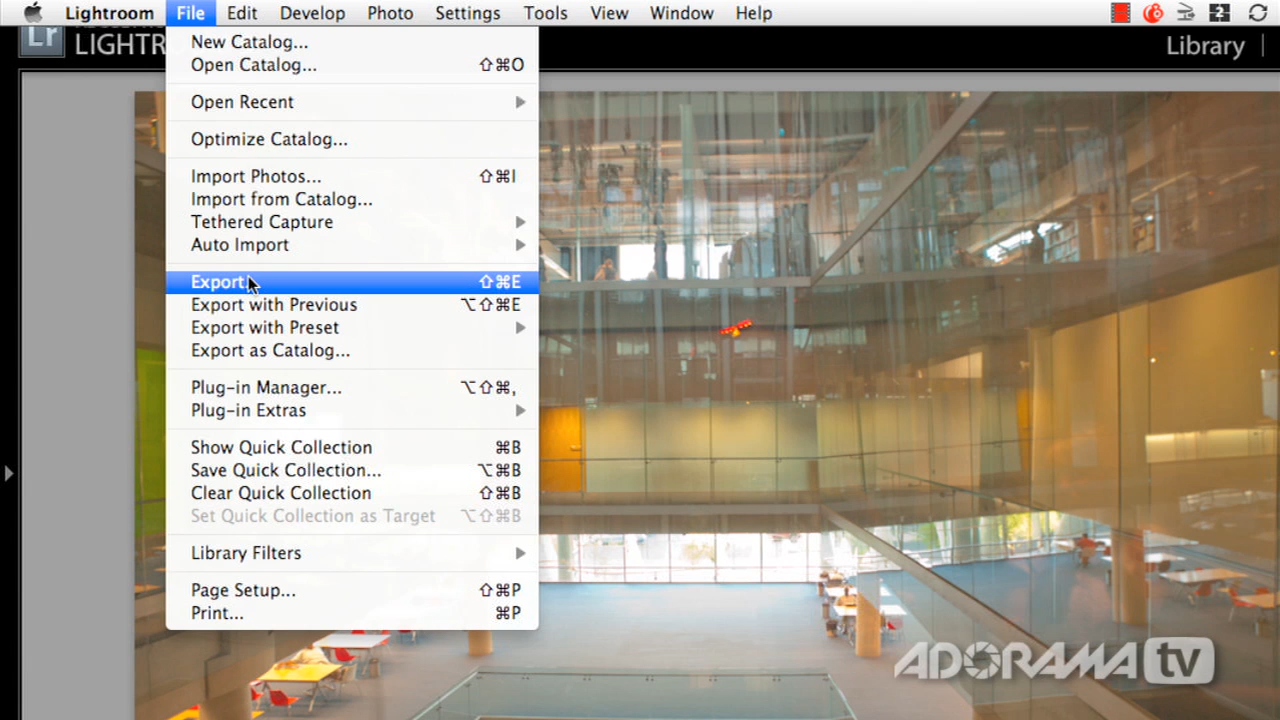 Lightroom File Edit Develop Photo Settings Tools View Window Help
Lr LIGHTR Library
New Catalog...
Open Catalog... ⇧⌘O
Open Recent
Optimize Catalog...
Import Photos... ⇧⌘I
Import from Catalog...
Tethered Capture
Auto Import
Export ⇧⌘E
Export with Previous ⌥⇧⌘E
Export with Preset
Export as Catalog...
Plug-in Manager... ⌥⇧⌘,
Plug-in Extras
Show Quick Collection ⌘B
Save Quick Collection... ⌥⌘B
Clear Quick Collection ⇧⌘B
Set Quick Collection as Target ⌥⇧⌘B
Library Filters
Page Setup... ⇧⌘P
Print... ⌘P
ADORAMA tv